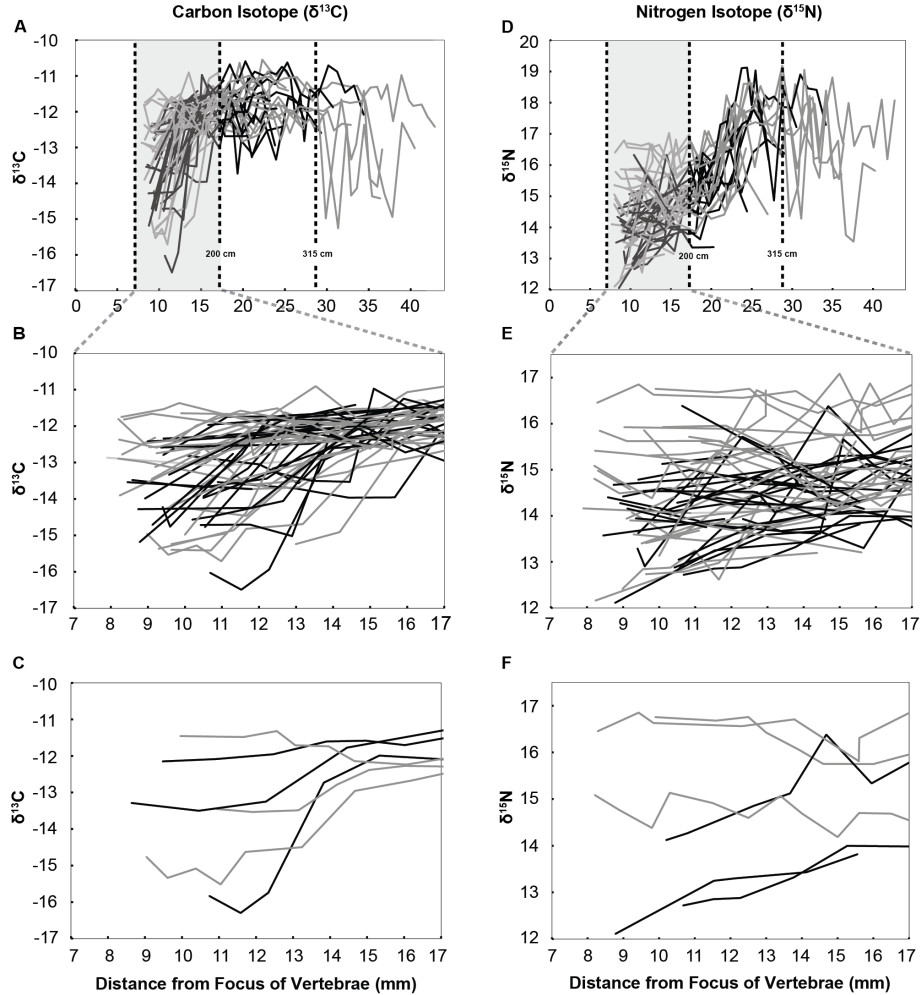 Carbon Isotope (δ¹³C)
Nitrogen Isotope (δ¹⁵N)
A
-10
-11
-12
-13
-14
-15
-16
-17
δ¹³C
200 cm
315 cm
0 5 10 15 20 25 30 35 40
D
20
19
18
17
16
15
14
13
12
δ¹⁵N
200 cm
315 cm
0 5 10 15 20 25 30 35 40
B
-10
-11
-12
-13
-14
-15
-16
-17
δ¹³C
7 8 9 10 11 12 13 14 15 16 17
E
17
16
15
14
13
12
δ¹⁵N
7 8 9 10 11 12 13 14 15 16 17
C
-10
-11
-12
-13
-14
-15
-16
-17
δ¹³C
7 8 9 10 11 12 13 14 15 16 17
Distance from Focus of Vertebrae (mm)
F
17
16
15
14
13
12
δ¹⁵N
7 8 9 10 11 12 13 14 15 16 17
Distance from Focus of Vertebrae (mm)